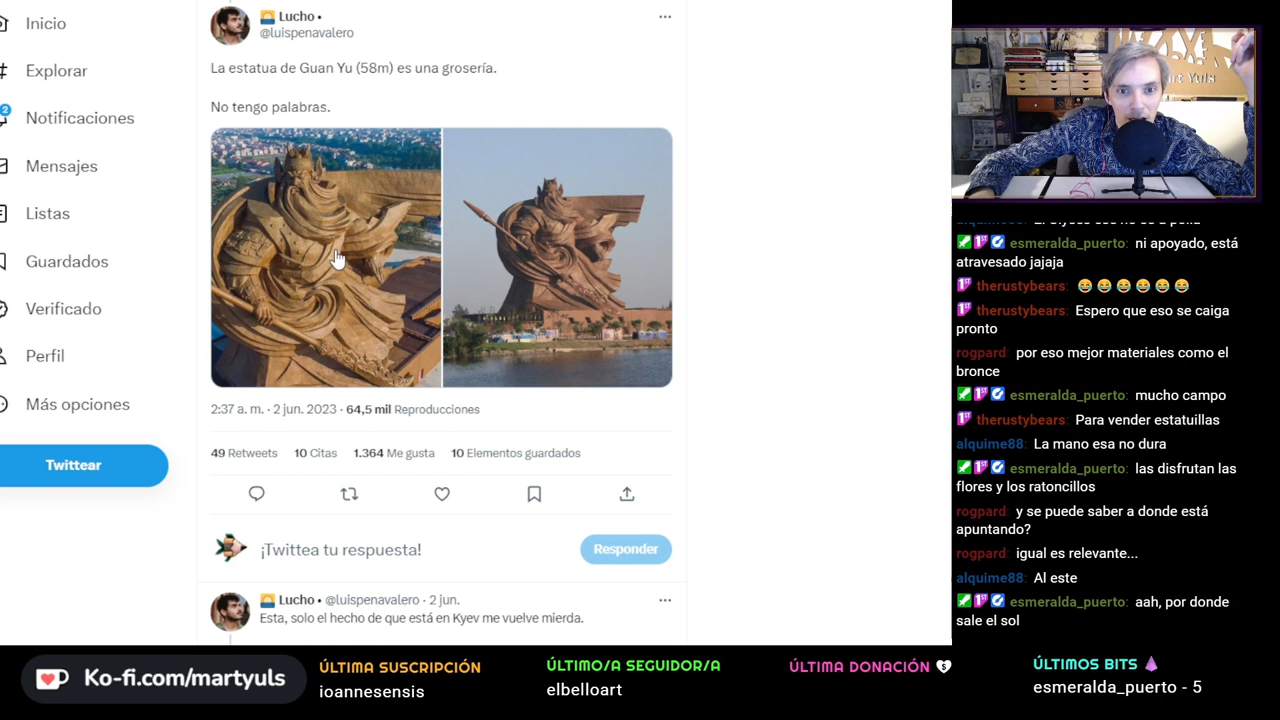 Inicio
Explorar
2
Notificaciones
Mensajes
Listas
Guardados
Verificado
Perfil
Más opciones
Twittear
Lucho •
@luispenavalero
La estatua de Guan Yu (58m) es una grosería.
No tengo palabras.
2:37 a. m. · 2 jun. 2023 · 64,5 mil Reproducciones
49 Retweets 10 Citas 1.364 Me gusta 10 Elementos guardados
¡Twittea tu respuesta!
Responder
Lucho • @luispenavalero · 2 jun.
Esta, solo el hecho de que está en Kyev me vuelve mierda.
esmeralda_puerto: ni apoyado, está
atravesado jajaja
therustybears: 😂 😂 😂 😂 😂 😂
therustybears: Espero que eso se caiga
pronto
rogpard: por eso mejor materiales como el
bronce
esmeralda_puerto: mucho campo
therustybears: Para vender estatuillas
alquime88: La mano esa no dura
esmeralda_puerto: las disfrutan las
flores y los ratoncillos
rogpard: y se puede saber a donde está
apuntando?
rogpard: igual es relevante...
alquime88: Al este
esmeralda_puerto: aah, por donde
sale el sol
Ko-fi.com/martyuls
ÚLTIMA SUSCRIPCIÓN
ioannesensis
ÚLTIMO/A SEGUIDOR/A
elbelloart
ÚLTIMA DONACIÓN
ÚLTIMOS BITS
esmeralda_puerto - 5